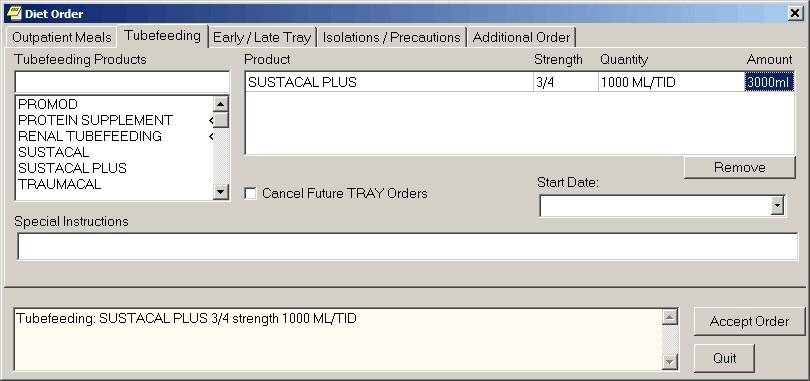 Diet Order
Outpatient Meals Tubefeeding Early / Late Tray Isolations / Precautions Additional Order
Tubefeeding Products
PROMOD
PROTEIN SUPPLEMENT <
RENAL TUBEFEEDING <
SUSTACAL
SUSTACAL PLUS
TRAUMACAL
Product Strength Quantity Amount
SUSTACAL PLUS 3/4 1000 ML/TID 3000ml
Remove
Cancel Future TRAY Orders
Start Date:
Special Instructions
Tubefeeding: SUSTACAL PLUS 3/4 strength 1000 ML/TID
Accept Order
Quit